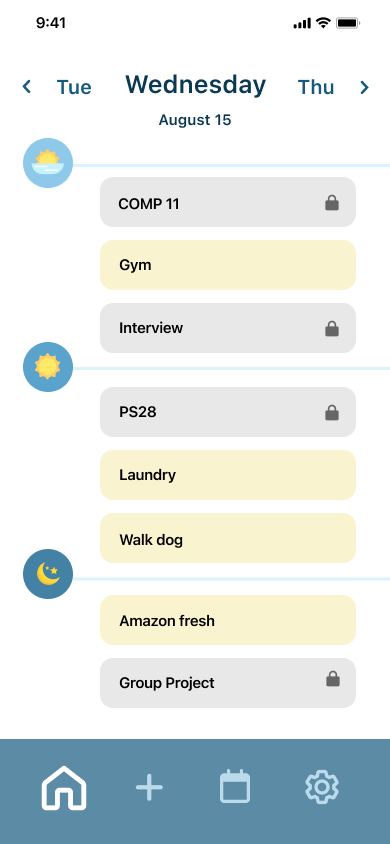 9:41
Tue Wednesday Thu
August 15
COMP 11
Gym
Interview
PS28
Laundry
Walk dog
Amazon fresh
Group Project